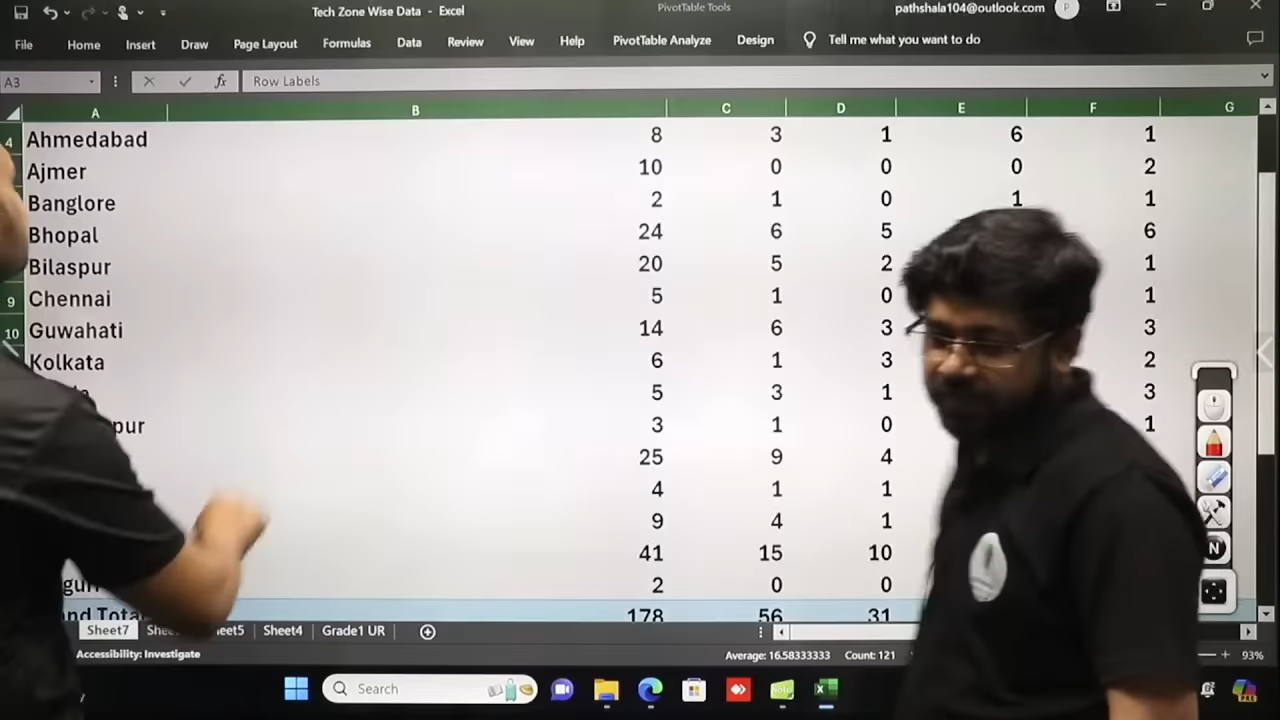 Tech Zone Wise Data - Excel
PivotTable Tools
pathshala104@outlook.com
P
File Home Insert Draw Page Layout Formulas Data Review View Help PivotTable Analyze Design Tell me what you want to do
A3 fx Row Labels
A B C D E F G
4 Ahmedabad 8 3 1 6 1
Ajmer 10 0 0 0 2
Banglore 2 1 0 1 1
Bhopal 24 6 5 6
Bilaspur 20 5 2 1
9 Chennai 5 1 0 1
10 Guwahati 14 6 3 3
Kolkata 6 1 3 2
5 3 1 3
pur 3 1 0 1
25 9 4
4 1 1
9 4 1
41 15 10
2 0 0
178 56 31
Sheet7 Sheet4 Grade1 UR
Accessibility: Investigate Average: 16.58333333 Count: 121 93%
Search
N